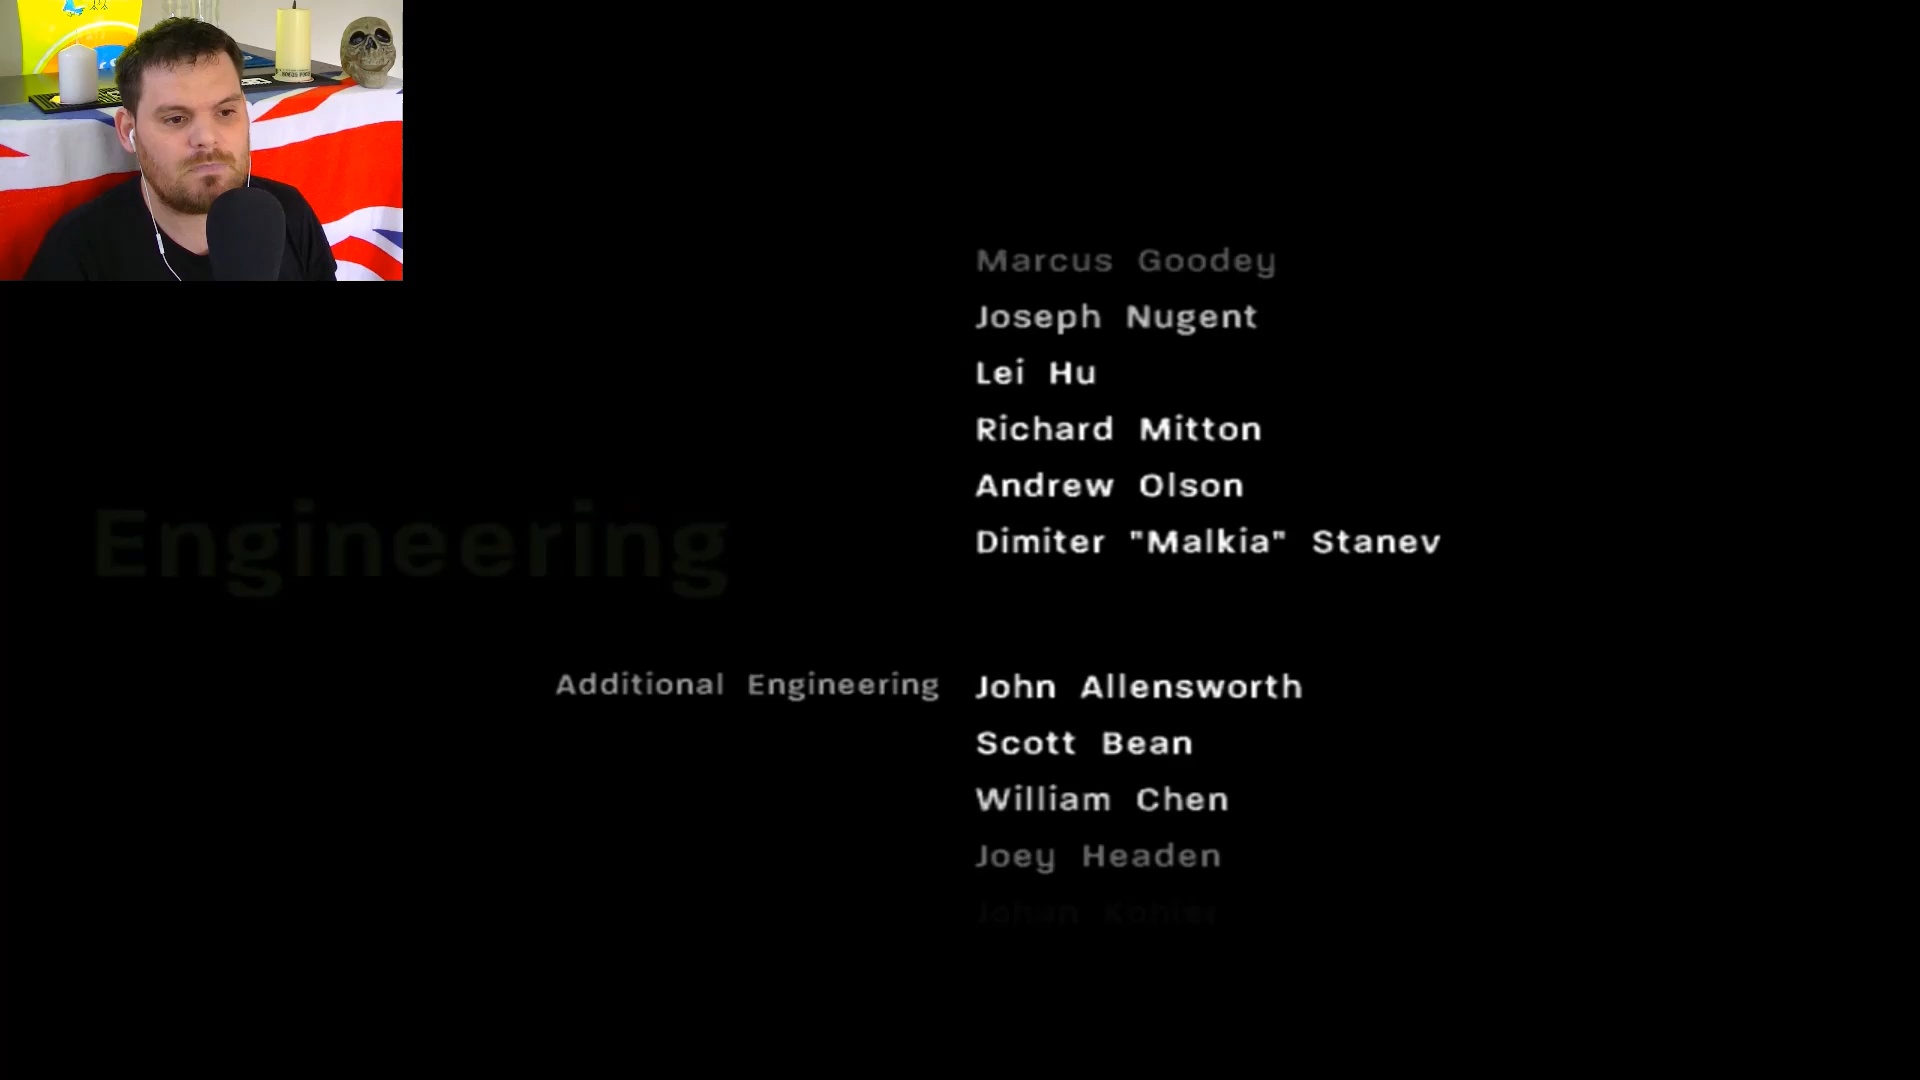 Marcus Goodey
Joseph Nugent
Lei Hu
Richard Mitton
Andrew Olson
Dimiter "Malkia" Stanev
Engineering
Additional Engineering John Allensworth
Scott Bean
William Chen
Joey Headen